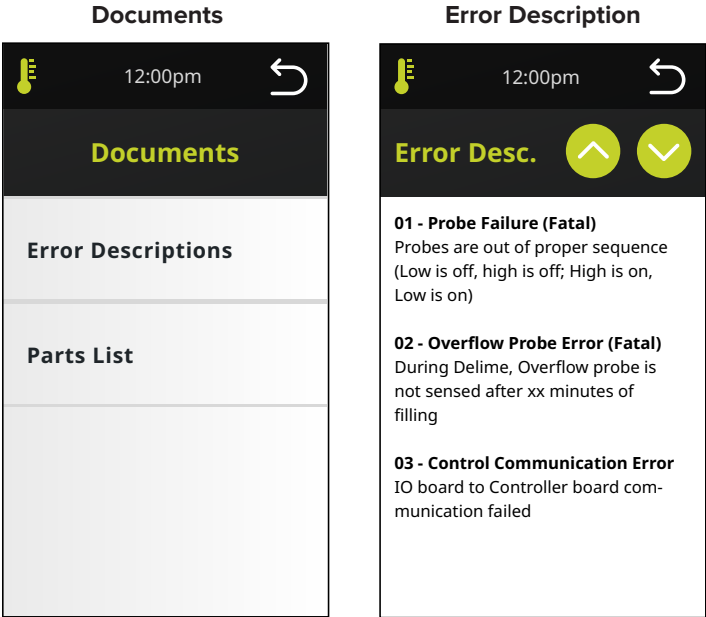 Documents
12:00pm
Documents
Error Descriptions
Parts List
Error Description
12:00pm
Error Desc.
01 - Probe Failure (Fatal)
Probes are out of proper sequence
(Low is off, high is off; High is on,
Low is on)
02 - Overflow Probe Error (Fatal)
During Delime, Overflow probe is
not sensed after xx minutes of
filling
03 - Control Communication Error
IO board to Controller board com-
munication failed